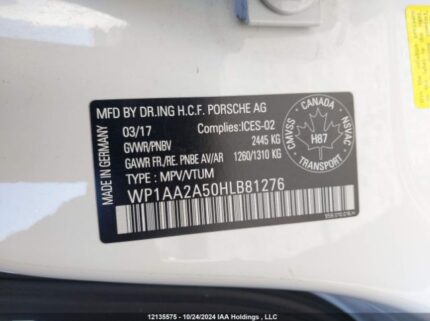 MFD BY DR.ING H.C.F. PORSCHE AG
03/17 Complies:ICES-02
GVWR/PNBV 2445 KG
GAWR FR./RE. PNBE AV/AR 1260/1310 KG
TYPE : MPV/VTUM
WP1AA2A50HLB81276
MADE IN GERMANY
CANADA
CMVSS
NSVAC
H87
TRANSPORT
12135575 - 10/24/2024 IAA Holdings , LLC